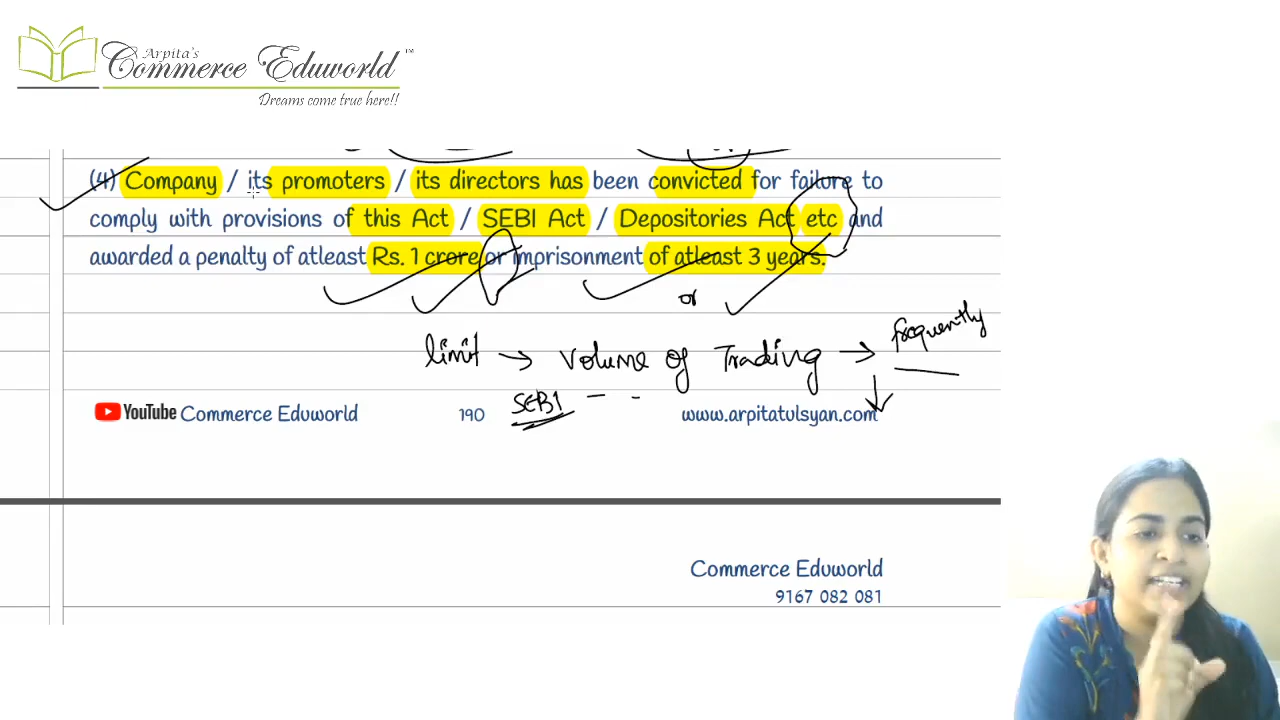 Arpita's
Commerce Eduworld™
Dreams come true here!!
(4) Company / its promoters / its directors has been convicted for failure to
comply with provisions of this Act / SEBI Act / Depositories Act etc and
awarded a penalty of atleast Rs. 1 crore or imprisonment of atleast 3 years.
or
limit → Volume of Trading → frequently
SEBI
YouTube Commerce Eduworld 190 www.arpitatulsyan.com
Commerce Eduworld
9167 082 081